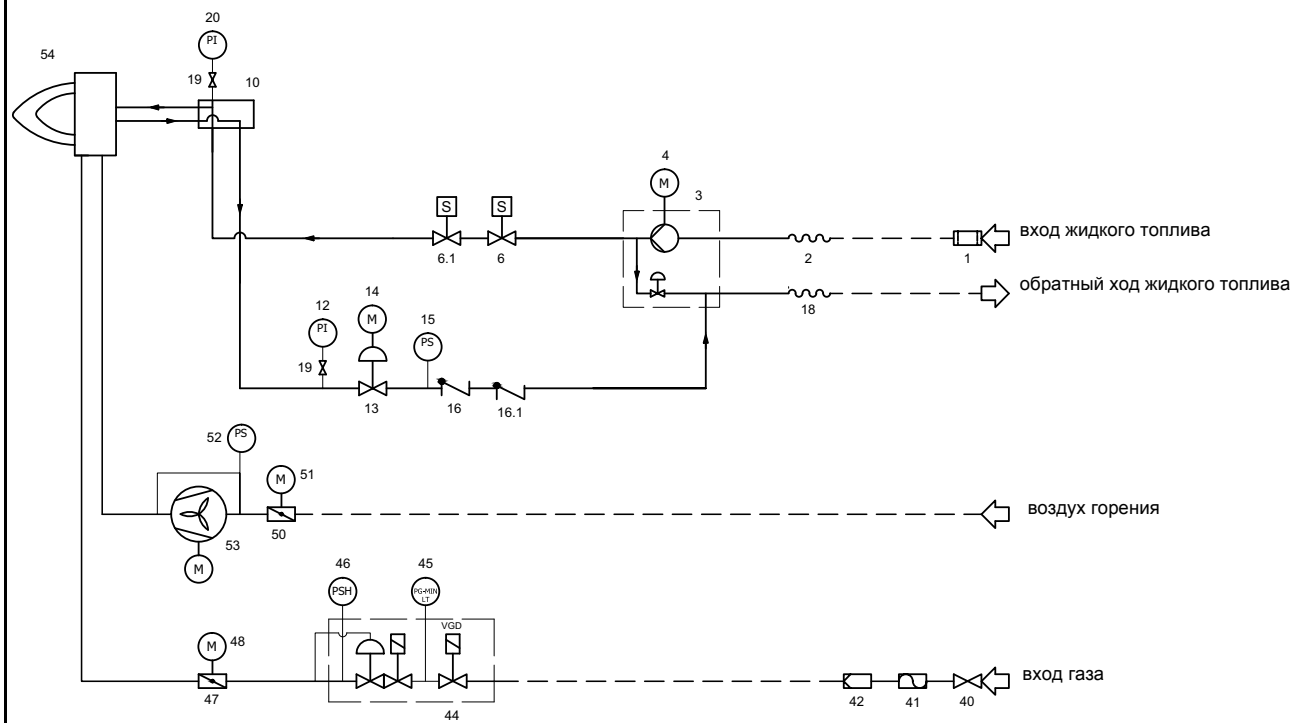 20
PI
54
19
10
4
M
3
S
S
6.1
6
2
1
вход жидкого топлива
обратный ход жидкого топлива
18
12
PI
14
M
15
PS
19
13
16
16.1
52
PS
M
51
50
53
M
воздух горения
46
PSH
45
PG-MIN
LT
VGD
M
48
47
44
42
41
40
вход газа